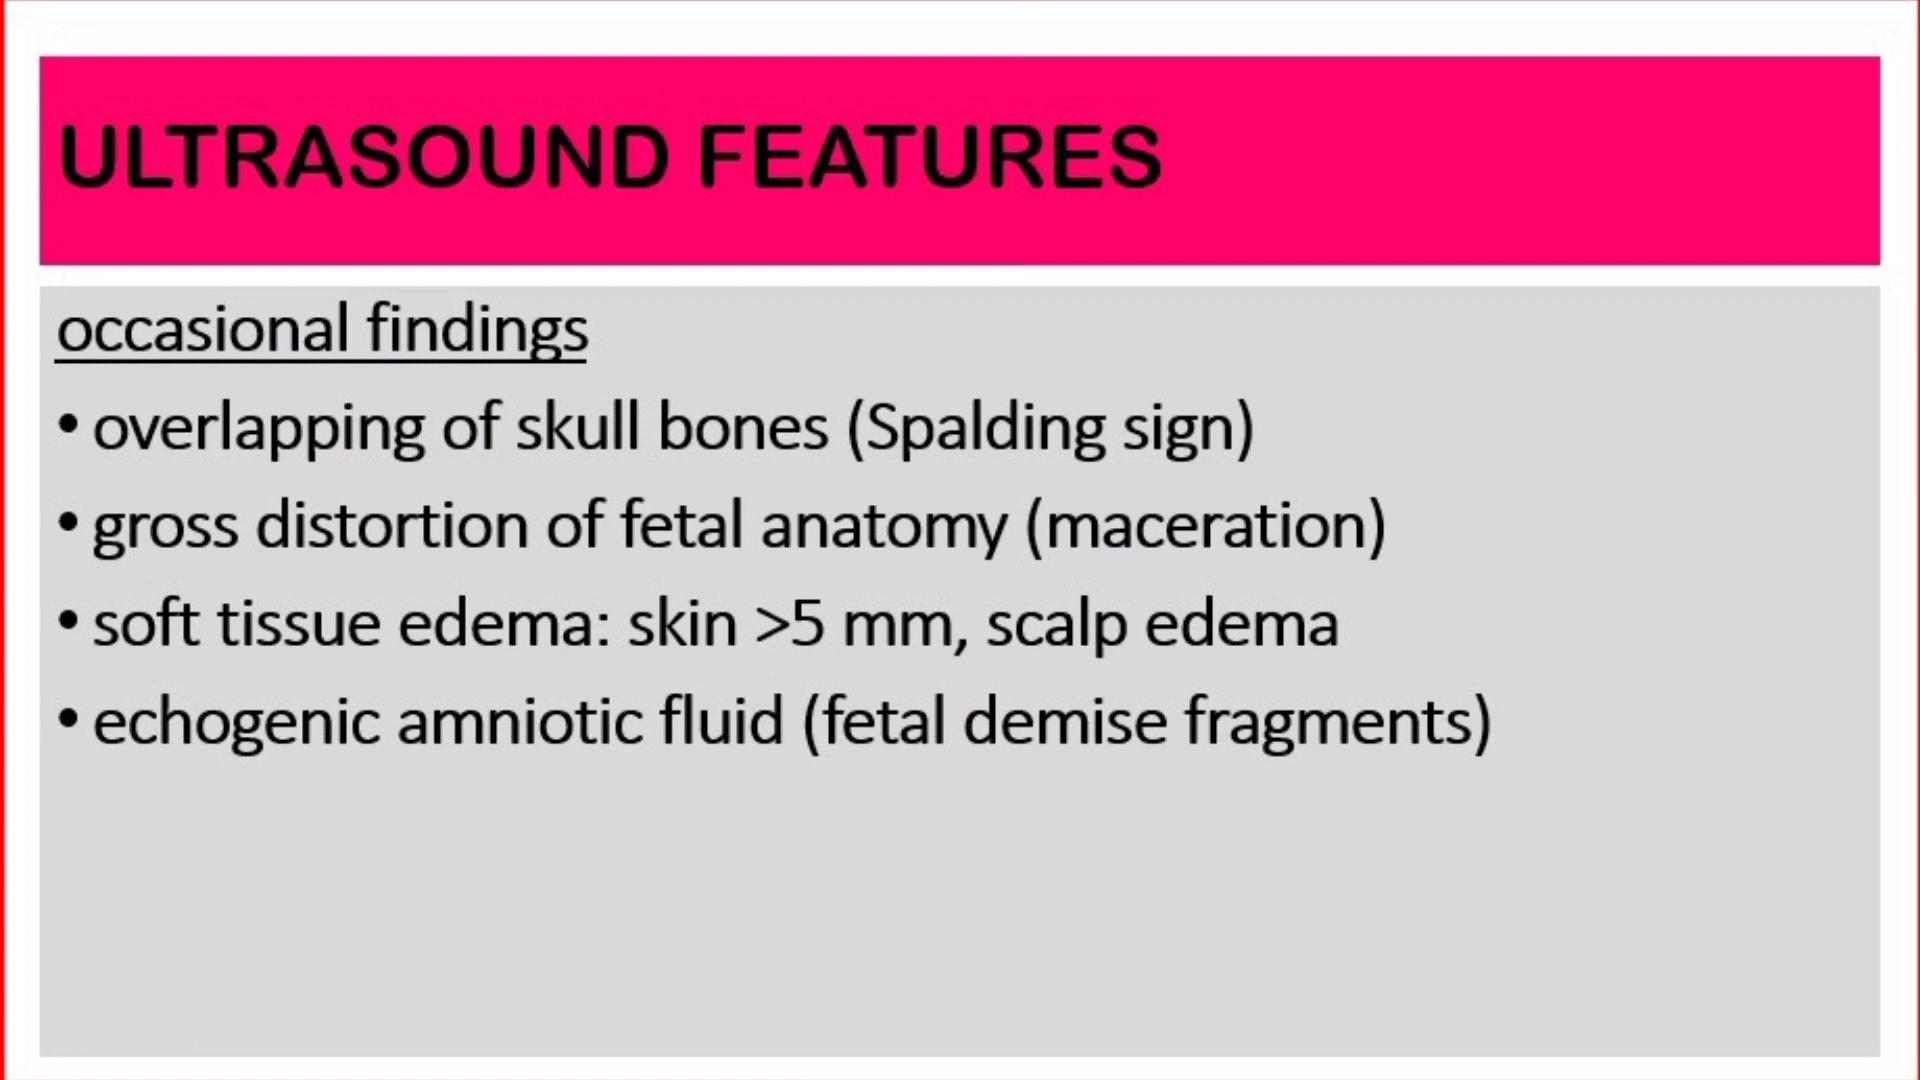 ULTRASOUND FEATURES
occasional findings
• overlapping of skull bones (Spalding sign)
• gross distortion of fetal anatomy (maceration)
• soft tissue edema: skin >5 mm, scalp edema
• echogenic amniotic fluid (fetal demise fragments)